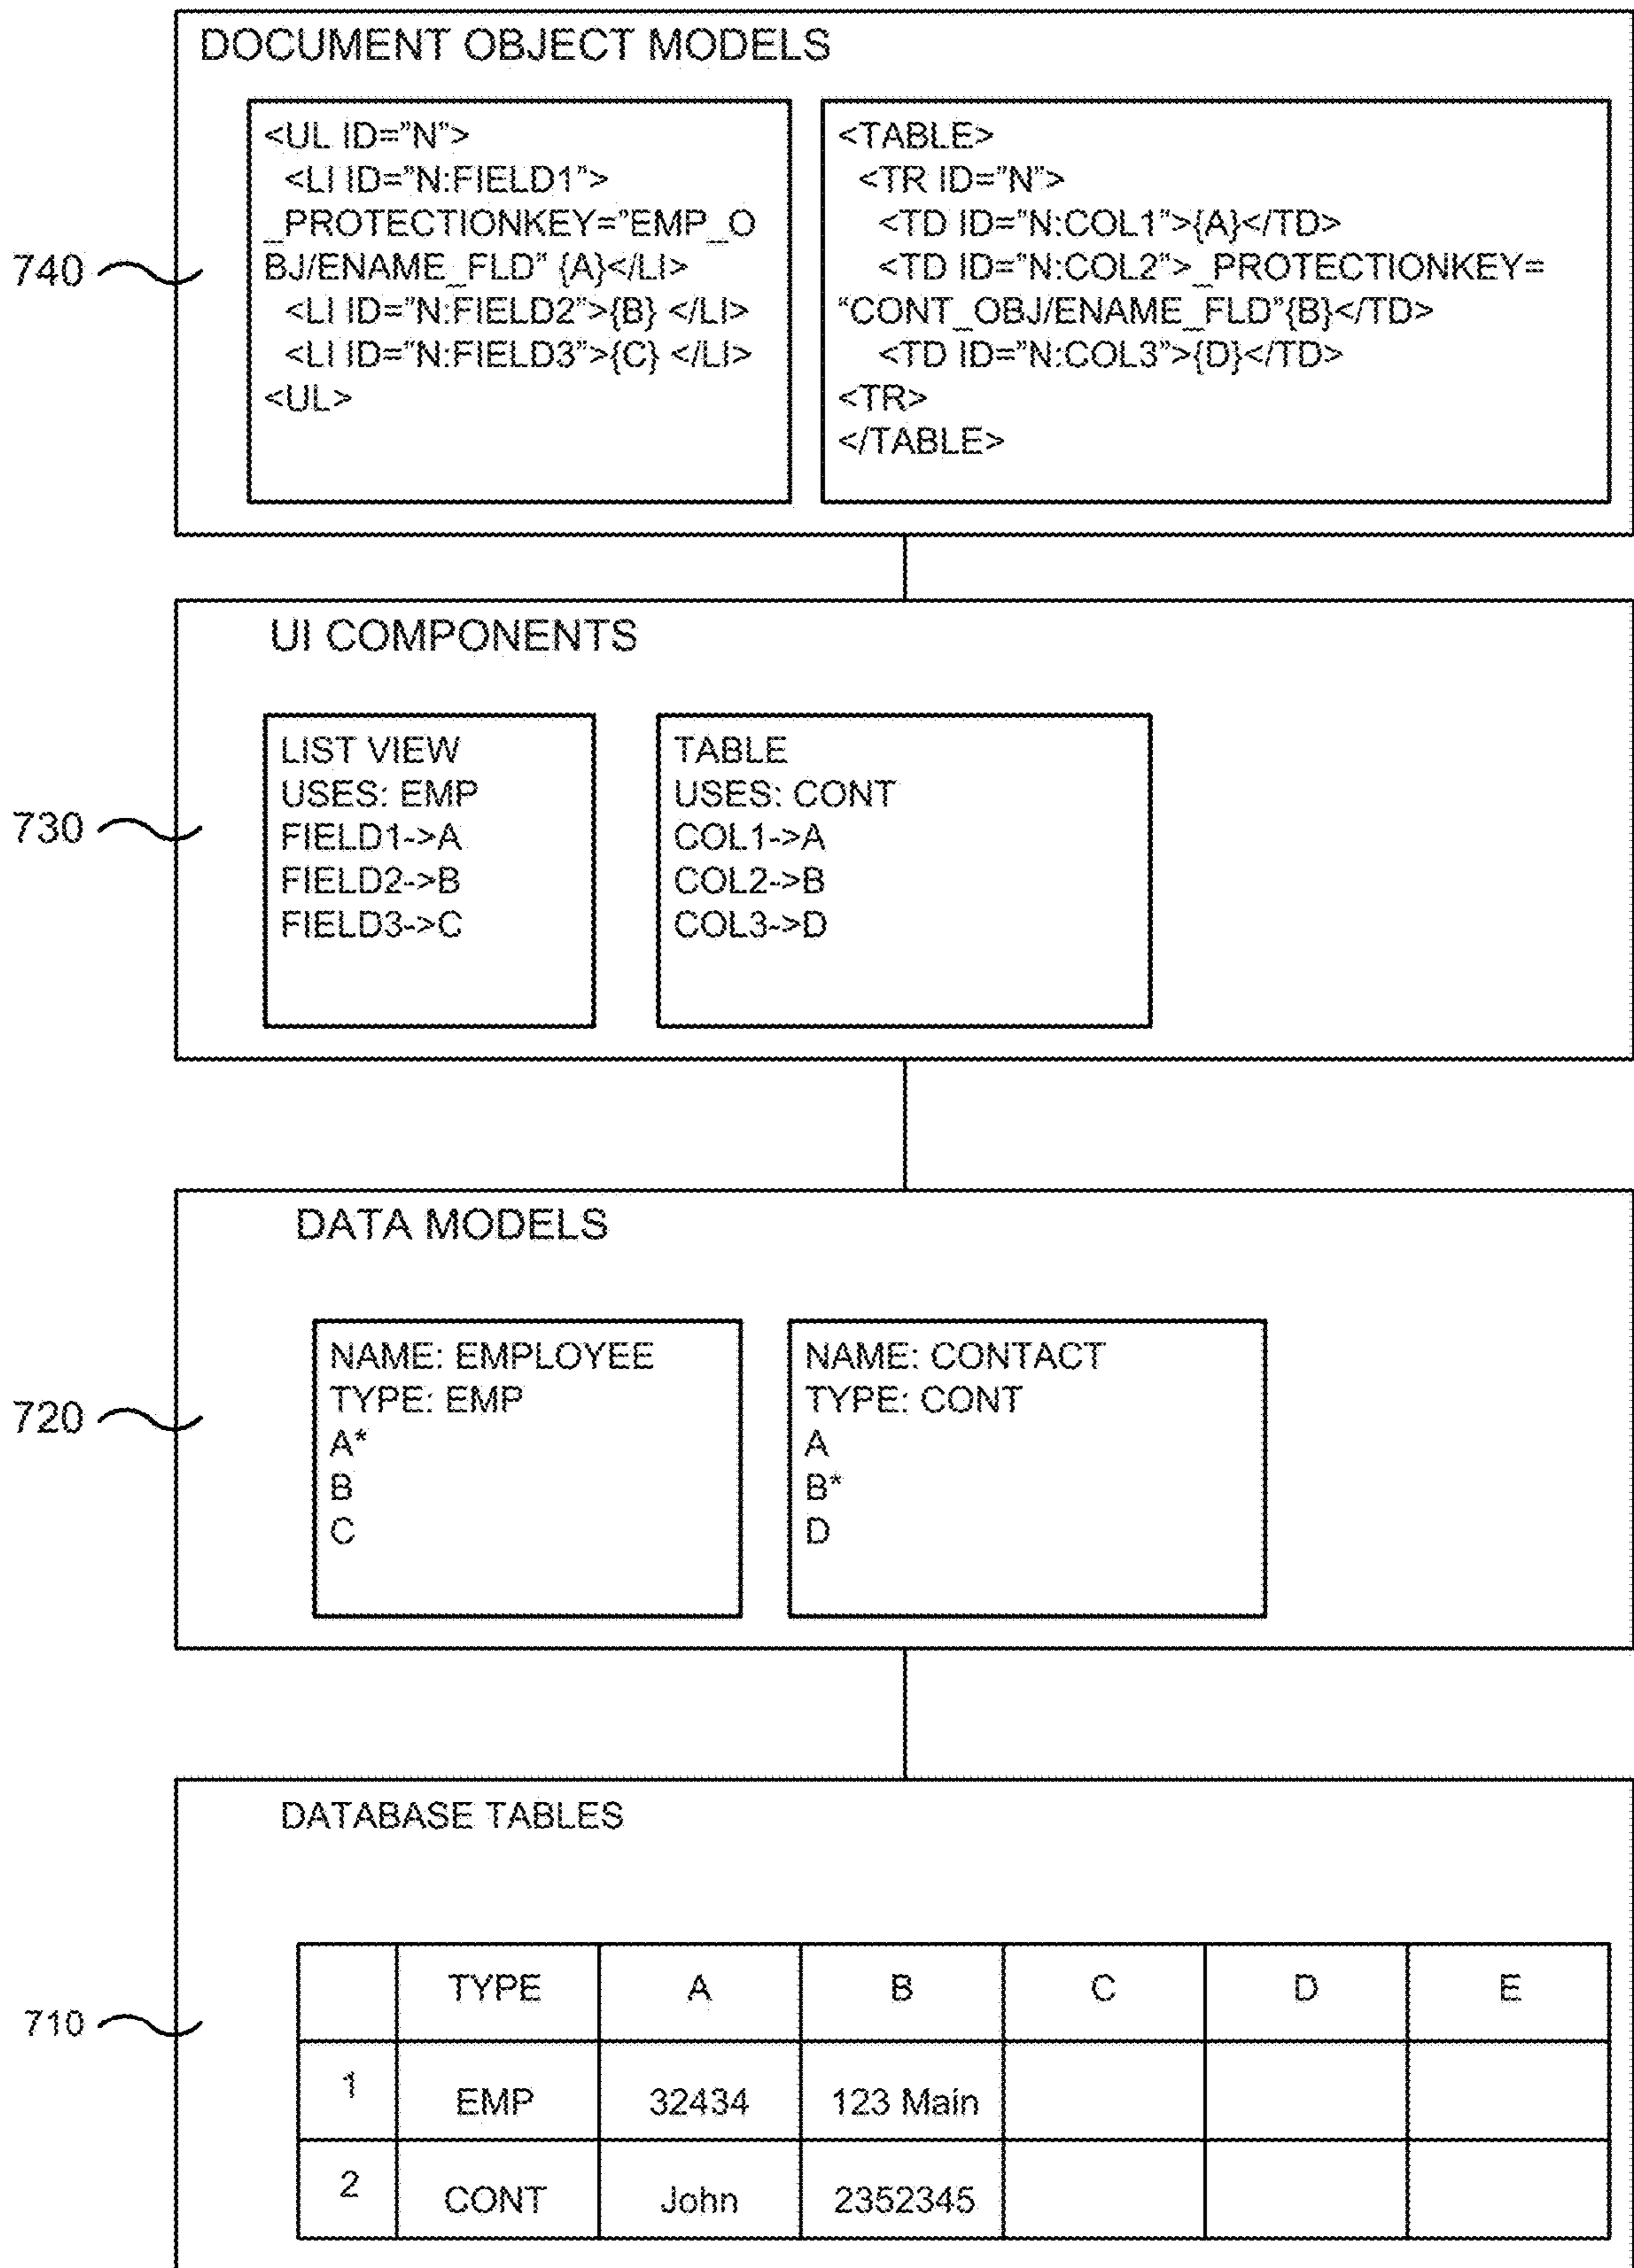 DOCUMENT OBJECT MODELS
<UL ID=”N”>
<LI ID=”N:FIELD1”>
_PROTECTIONKEY=”EMP_O
BJ/ENAME_FLD” {A}</LI>
<LI ID=”N:FIELD2”>{B} </LI>
<LI ID=”N:FIELD3”>{C} </LI>
<UL>
<TABLE>
<TR ID=”N”>
<TD ID=”N:COL1”>{A}</TD>
<TD ID=”N:COL2”>_PROTECTIONKEY=
“CONT_OBJ/ENAME_FLD”{B}</TD>
<TD ID=”N:COL3”>{D}</TD>
<TR>
</TABLE>
740
UI COMPONENTS
LIST VIEW
USES: EMP
FIELD1->A
FIELD2->B
FIELD3->C
TABLE
USES: CONT
COL1->A
COL2->B
COL3->D
730
DATA MODELS
NAME: EMPLOYEE
TYPE: EMP
A*
B
C
NAME: CONTACT
TYPE: CONT
A
B*
D
720
DATABASE TABLES
TYPE A B C D E
1 EMP 32434 123 Main
2 CONT John 2352345
710